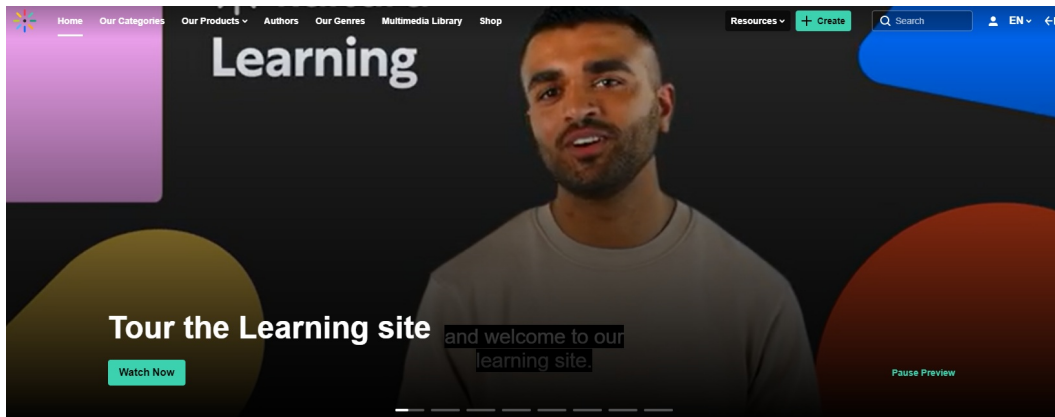 Home Our Categories Our Products Authors Our Genres Multimedia Library Shop Resources + Create Search EN
Learning
Tour the Learning site
and welcome to our
learning site.
Watch Now
Pause Preview